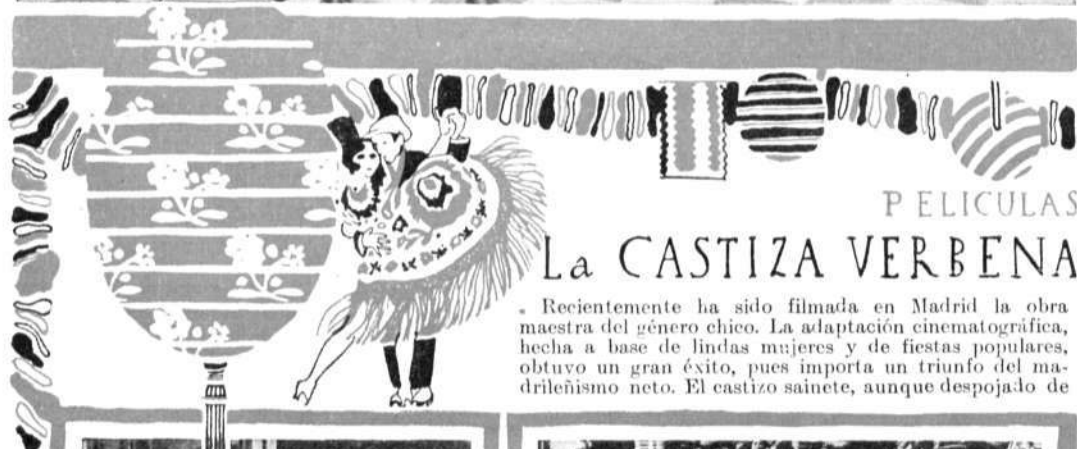 PELICULAS
La CASTIZA VERBENA
Recientemente ha sido filmada en Madrid la obra
maestra del género chico. La adaptación cinematográfica,
hecha a base de lindas mujeres y de fiestas populares,
obtuvo un gran éxito, pues importa un triunfo del ma-
drileñismo neto. El castizo sainete, aunque despojado de